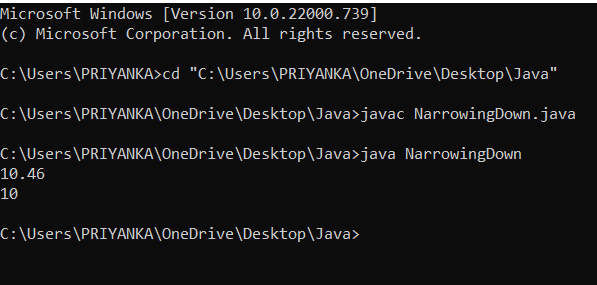 Microsoft Windows [Version 10.0.22000.739]
(c) Microsoft Corporation. All rights reserved.
C:\Users\PRIYANKA>cd "C:\Users\PRIYANKA\OneDrive\Desktop\Java"
C:\Users\PRIYANKA\OneDrive\Desktop\Java>javac NarrowingDown.java
C:\Users\PRIYANKA\OneDrive\Desktop\Java>java NarrowingDown
10.46
10
C:\Users\PRIYANKA\OneDrive\Desktop\Java>